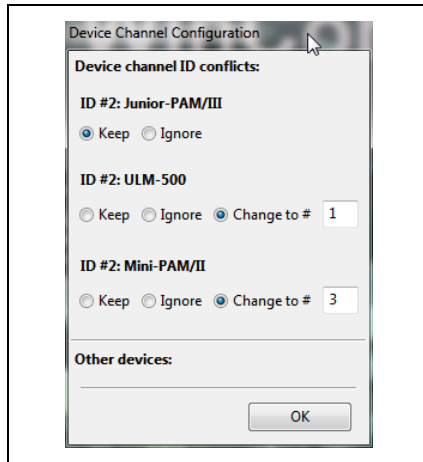 Device Channel Configuration
Device channel ID conflicts:
ID #2: Junior-PAM/III
Keep Ignore
ID #2: ULM-500
Keep Ignore Change to # 1
ID #2: Mini-PAM/II
Keep Ignore Change to # 3
Other devices:
OK